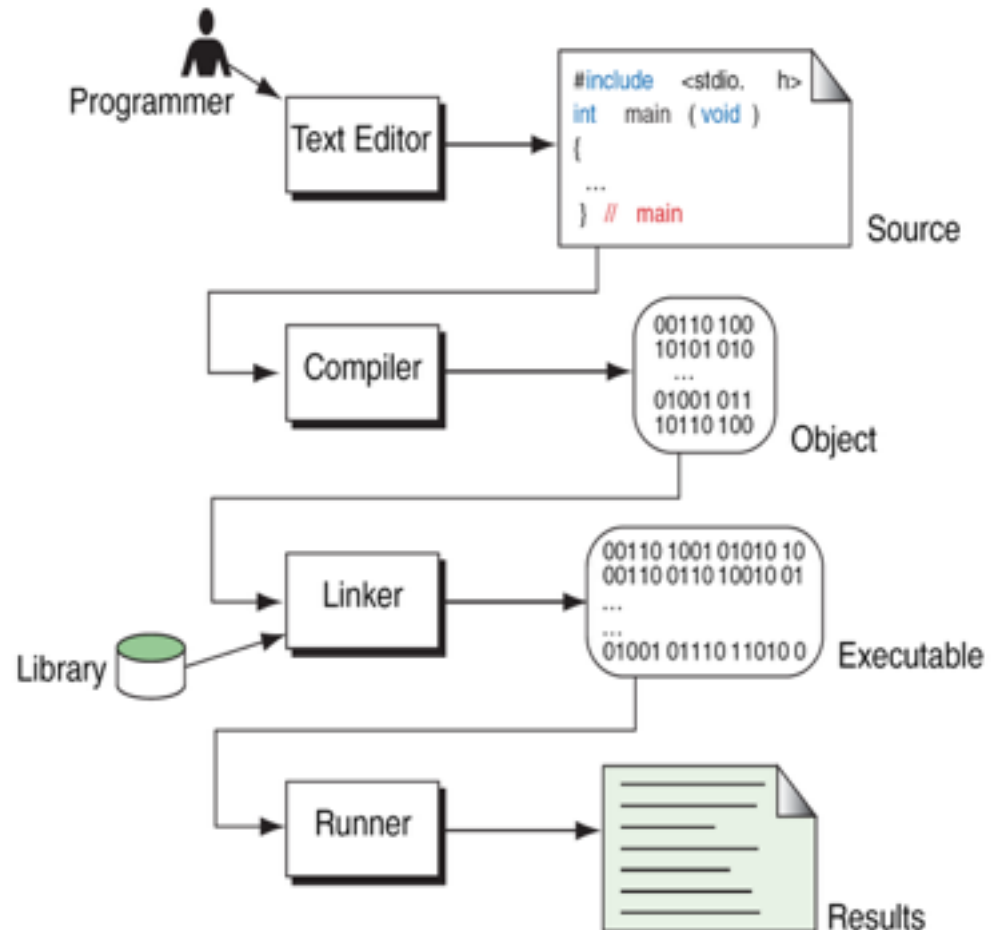 Programmer
Text Editor
#include <stdio. h>
int main ( void )
{
...
} // main
Source
Compiler
00110 100
10101 010
...
01001 011
10110 100
Object
Linker
Library
00110 1001 01010 10
00110 0110 10010 01
...
...
01001 01110 11010 0
Executable
Runner
Results